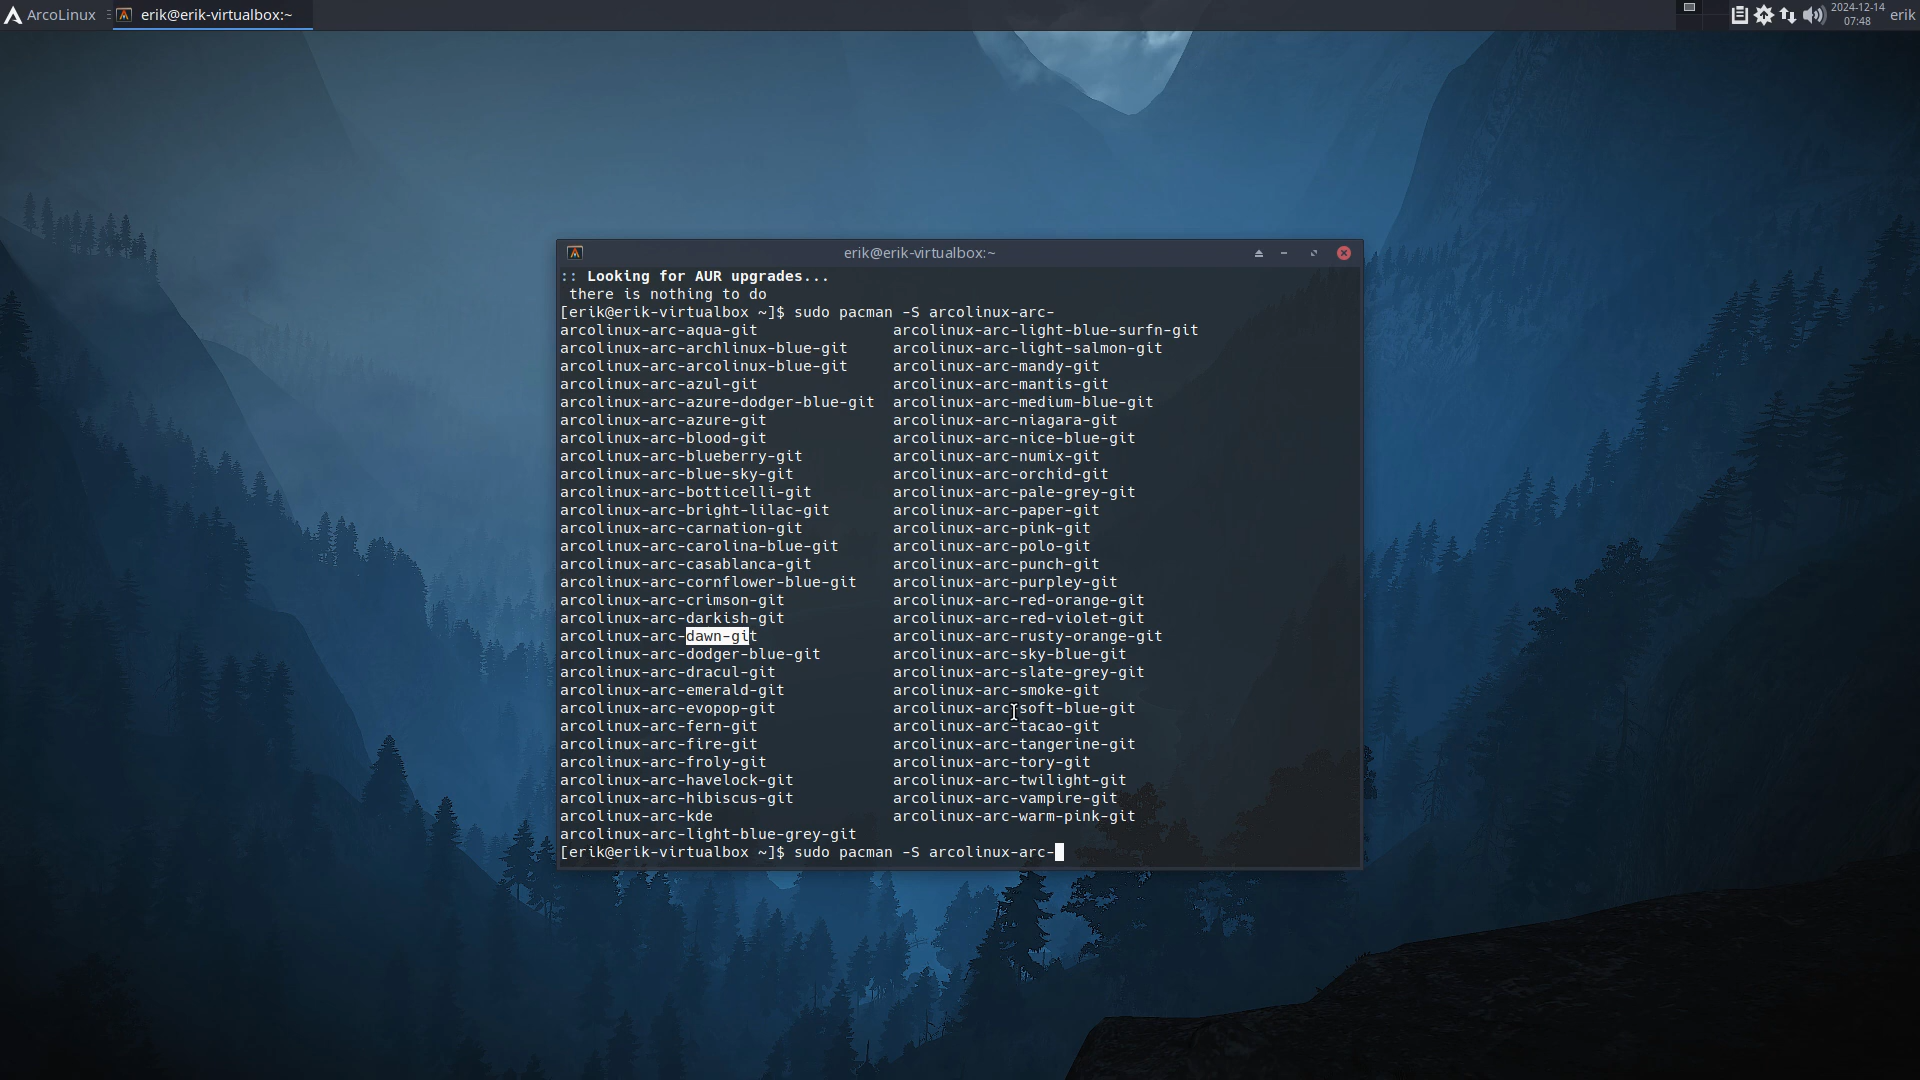 ArcoLinux erik@erik-virtualbox:~ 2024-12-14 erik
07:48
erik@erik-virtualbox:~
:: Looking for AUR upgrades...
there is nothing to do
[erik@erik-virtualbox ~]$ sudo pacman -S arcolinux-arc-
arcolinux-arc-aqua-git arcolinux-arc-light-blue-surfn-git
arcolinux-arc-archlinux-blue-git arcolinux-arc-light-salmon-git
arcolinux-arc-arcolinux-blue-git arcolinux-arc-mandy-git
arcolinux-arc-azul-git arcolinux-arc-mantis-git
arcolinux-arc-azure-dodger-blue-git arcolinux-arc-medium-blue-git
arcolinux-arc-azure-git arcolinux-arc-niagara-git
arcolinux-arc-blood-git arcolinux-arc-nice-blue-git
arcolinux-arc-blueberry-git arcolinux-arc-numix-git
arcolinux-arc-blue-sky-git arcolinux-arc-orchid-git
arcolinux-arc-botticelli-git arcolinux-arc-pale-grey-git
arcolinux-arc-bright-lilac-git arcolinux-arc-paper-git
arcolinux-arc-carnation-git arcolinux-arc-pink-git
arcolinux-arc-carolina-blue-git arcolinux-arc-polo-git
arcolinux-arc-casablanca-git arcolinux-arc-punch-git
arcolinux-arc-cornflower-blue-git arcolinux-arc-purpley-git
arcolinux-arc-crimson-git arcolinux-arc-red-orange-git
arcolinux-arc-darkish-git arcolinux-arc-red-violet-git
arcolinux-arc-dawn-git arcolinux-arc-rusty-orange-git
arcolinux-arc-dodger-blue-git arcolinux-arc-sky-blue-git
arcolinux-arc-dracul-git arcolinux-arc-slate-grey-git
arcolinux-arc-emerald-git arcolinux-arc-smoke-git
arcolinux-arc-evopop-git arcolinux-arc-soft-blue-git
arcolinux-arc-fern-git arcolinux-arc-tacao-git
arcolinux-arc-fire-git arcolinux-arc-tangerine-git
arcolinux-arc-froly-git arcolinux-arc-tory-git
arcolinux-arc-havelock-git arcolinux-arc-twilight-git
arcolinux-arc-hibiscus-git arcolinux-arc-vampire-git
arcolinux-arc-kde arcolinux-arc-warm-pink-git
arcolinux-arc-light-blue-grey-git
[erik@erik-virtualbox ~]$ sudo pacman -S arcolinux-arc-